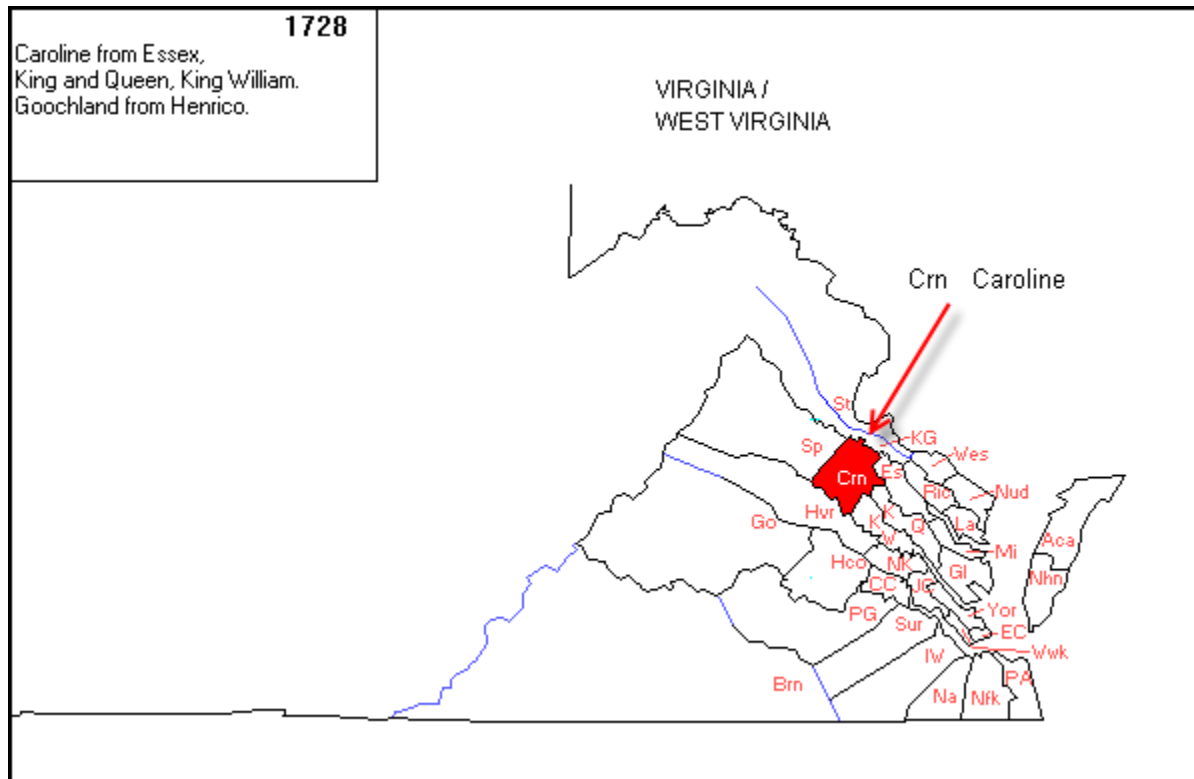 1728
Caroline from Essex,
King and Queen, King William.
Goochland from Henrico.
VIRGINIA /
WEST VIRGINIA
Crn Caroline
St
KG
Sp
Wes
Es
Crn
Ric
Nud
Hvr
K
Q
La
Go
K
W
Aca
Mi
Hco
NK
Gl
CC
JC
Nhn
PG
Yor
Sur
EC
IW
Wwk
PA
Brn
Na
Nfk